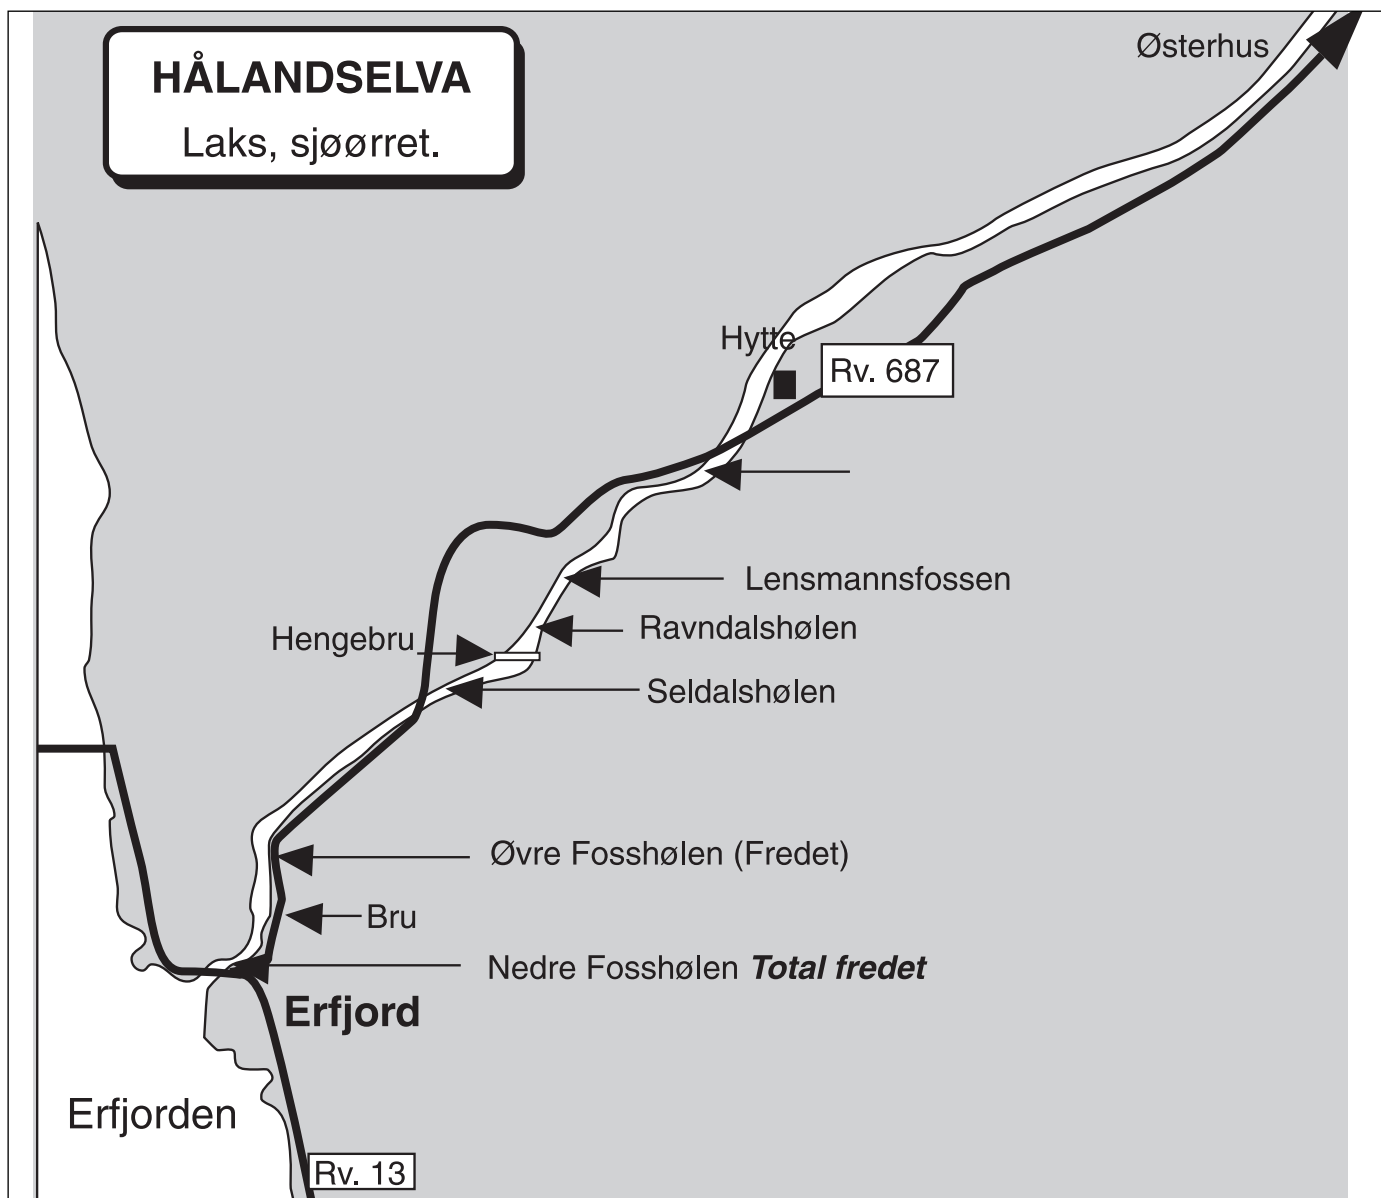 HÅLANDSELVA
Laks, sjøørret.
Østerhus
Hytte
Rv. 687
Lensmannsfossen
Ravndalshølen
Hengebru
Seldalshølen
Øvre Fosshølen (Fredet)
Bru
Nedre Fosshølen Total fredet
Erfjord
Erfjorden
Rv. 13